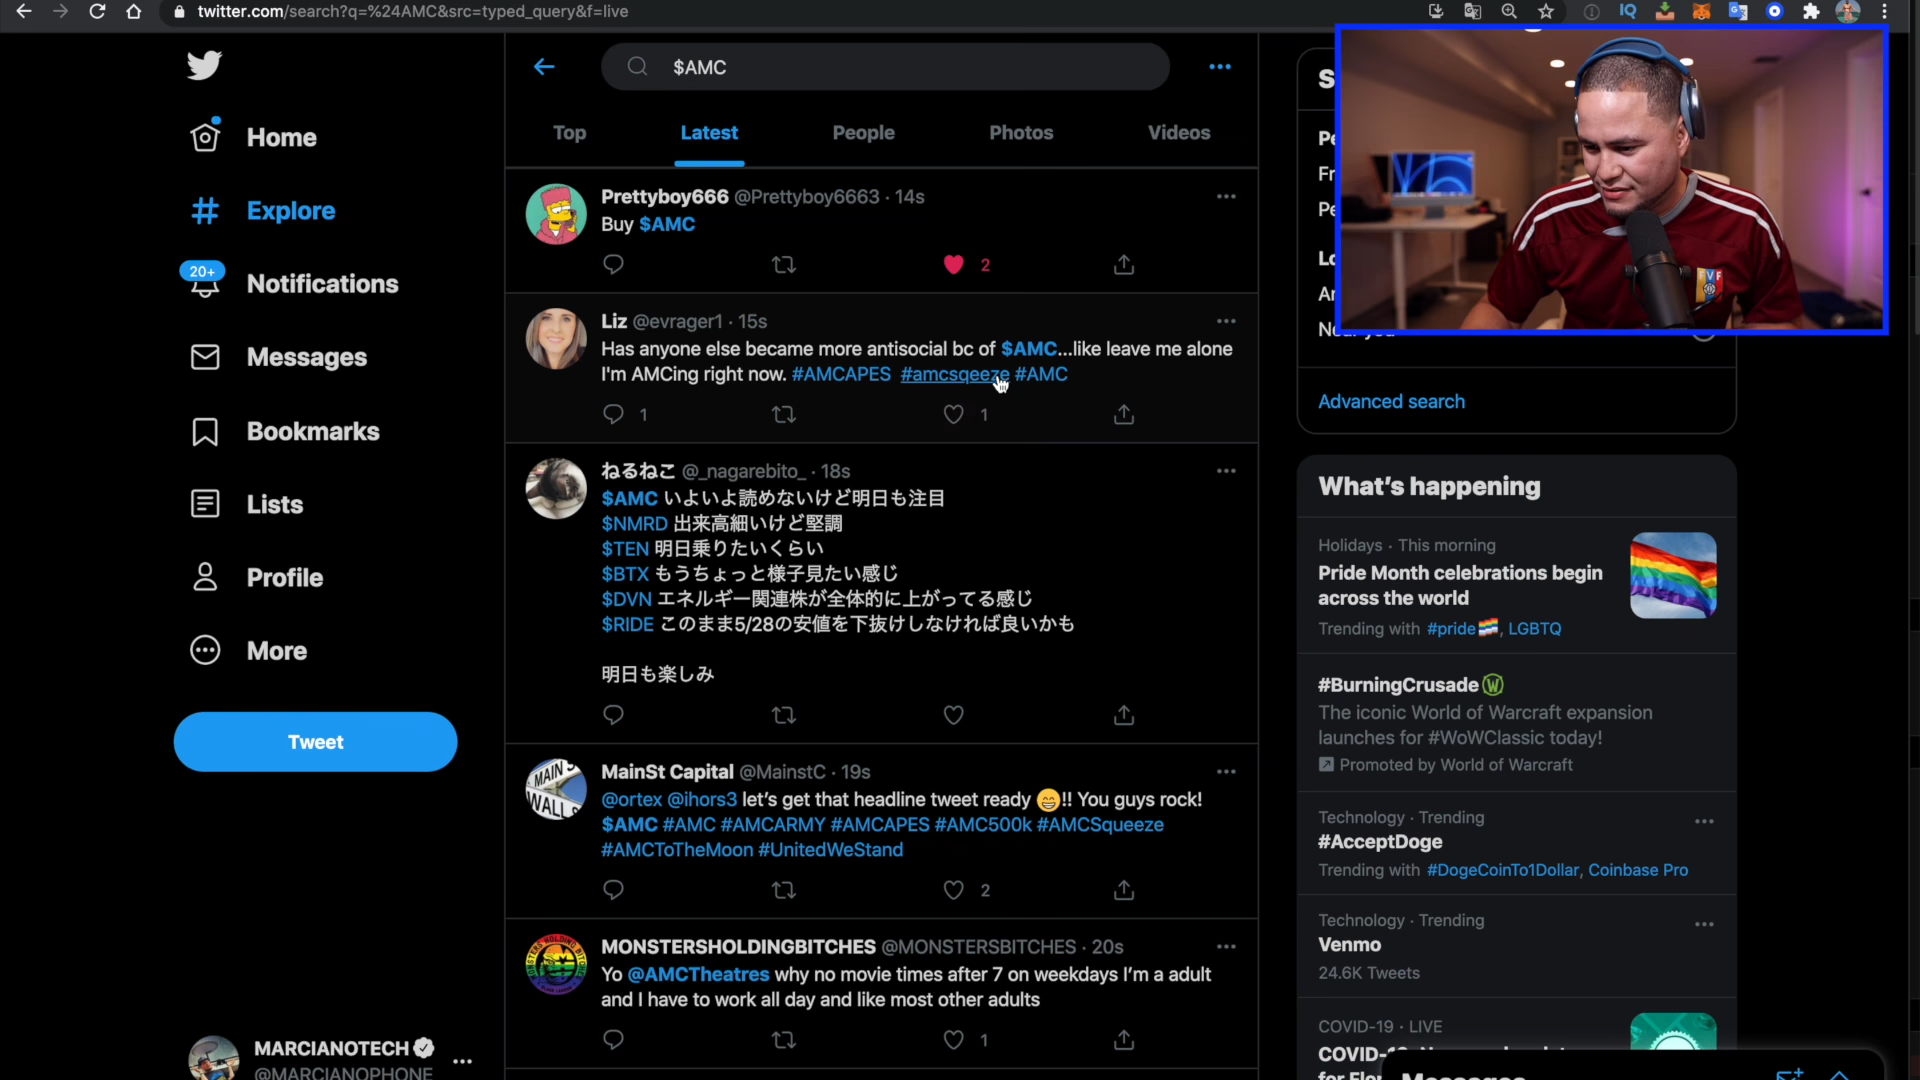 twitter.com/search?q=%24AMC&src=typed_query&f=live
$AMC
Top
Latest
People
Photos
Videos
Home
Explore
20+
Notifications
Messages
Bookmarks
Lists
Profile
More
Tweet
MARCIANOTECH
@MARCIANOPHONE
Prettyboy666 @Prettyboy6663 · 14s
Buy $AMC
2
Liz @evrager1 · 15s
Has anyone else became more antisocial bc of $AMC...like leave me alone
I'm AMCing right now. #AMCAPES #amcsqeeze #AMC
1
1
ねるねこ @_nagarebito_ · 18s
$AMC いよいよ読めないけど明日も注目
$NMRD 出来高細いけど堅調
$TEN 明日乗りたいくらい
$BTX もうちょっと様子見たい感じ
$DVN エネルギー関連株が全体的に上がってる感じ
$RIDE このまま5/28の安値を下抜けしなければ良いかも
明日も楽しみ
MainSt Capital @MainstC · 19s
@ortex @ihors3 let's get that headline tweet ready 😁!! You guys rock!
$AMC #AMC #AMCARMY #AMCAPES #AMC500k #AMCSqueeze
#AMCToTheMoon #UnitedWeStand
2
MONSTERSHOLDINGBITCHES @MONSTERSBITCHES · 20s
Yo @AMCTheatres why no movie times after 7 on weekdays I'm a adult
and I have to work all day and like most other adults
1
FVF
Advanced search
What's happening
Holidays · This morning
Pride Month celebrations begin
across the world
Trending with #pride, LGBTQ
#BurningCrusade
The iconic World of Warcraft expansion
launches for #WoWClassic today!
Promoted by World of Warcraft
Technology · Trending
#AcceptDoge
Trending with #DogeCoinTo1Dollar, Coinbase Pro
Technology · Trending
Venmo
24.6K Tweets
COVID-19 · LIVE
Messages